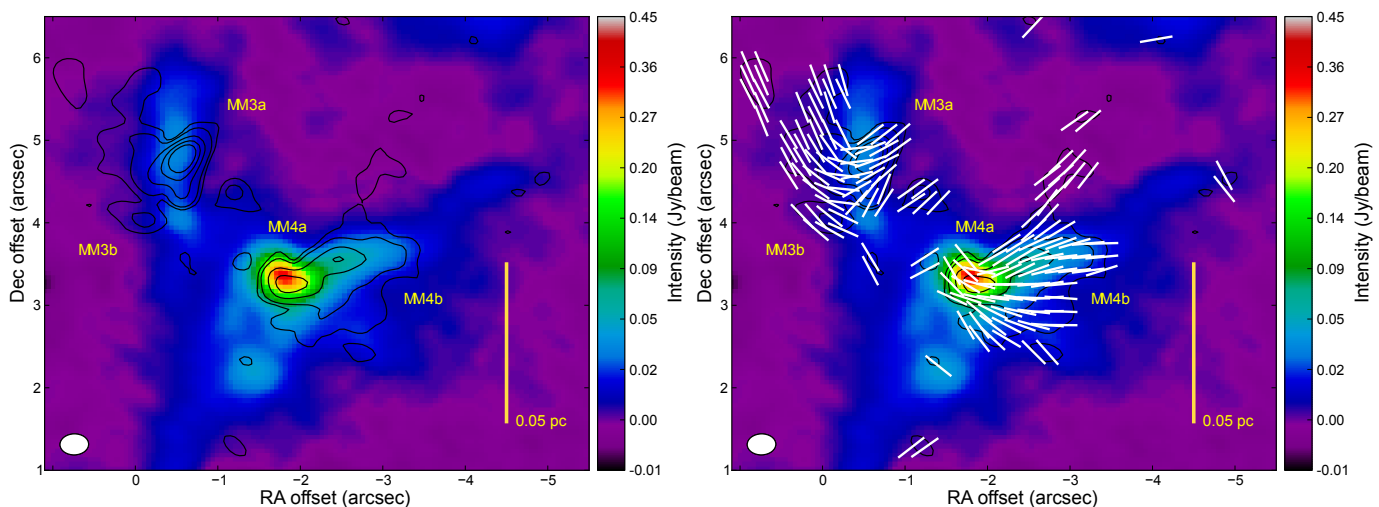 6
5
4
3
2
1
Dec offset (arcsec)
0
−1
−2
−3
−4
−5
RA offset (arcsec)
MM3a
MM4a
MM3b
MM4b
0.05 pc
0.45
0.36
0.27
0.20
0.14
0.09
0.05
0.02
0.00
-0.01
Intensity (Jy/beam)
6
5
4
3
2
1
Dec offset (arcsec)
0
−1
−2
−3
−4
−5
RA offset (arcsec)
MM3a
MM4a
MM3b
MM4b
0.05 pc
0.45
0.36
0.27
0.20
0.14
0.09
0.05
0.02
0.00
-0.01
Intensity (Jy/beam)